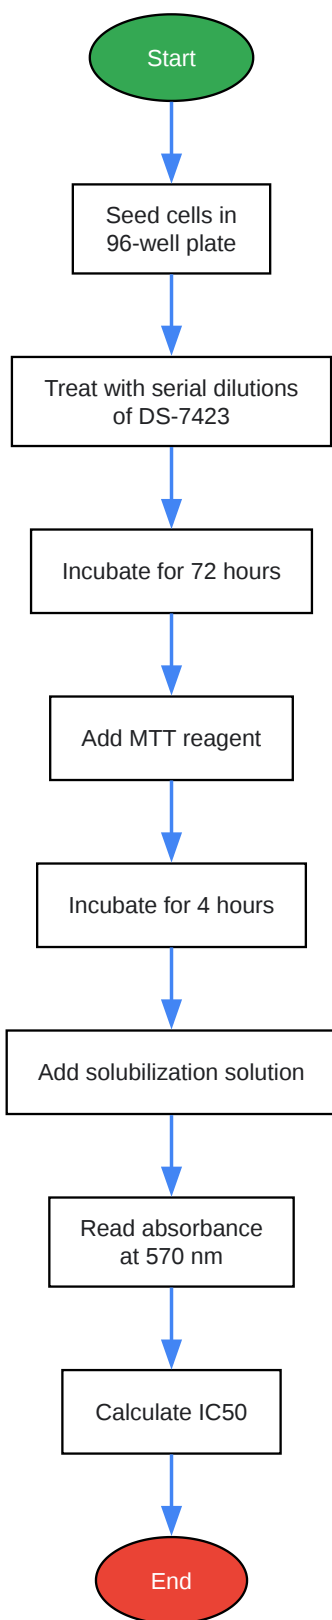 Start
Seed cells in
96-well plate
Treat with serial dilutions
of DS-7423
Incubate for 72 hours
Add MTT reagent
Incubate for 4 hours
Add solubilization solution
Read absorbance
at 570 nm
Calculate IC50
End